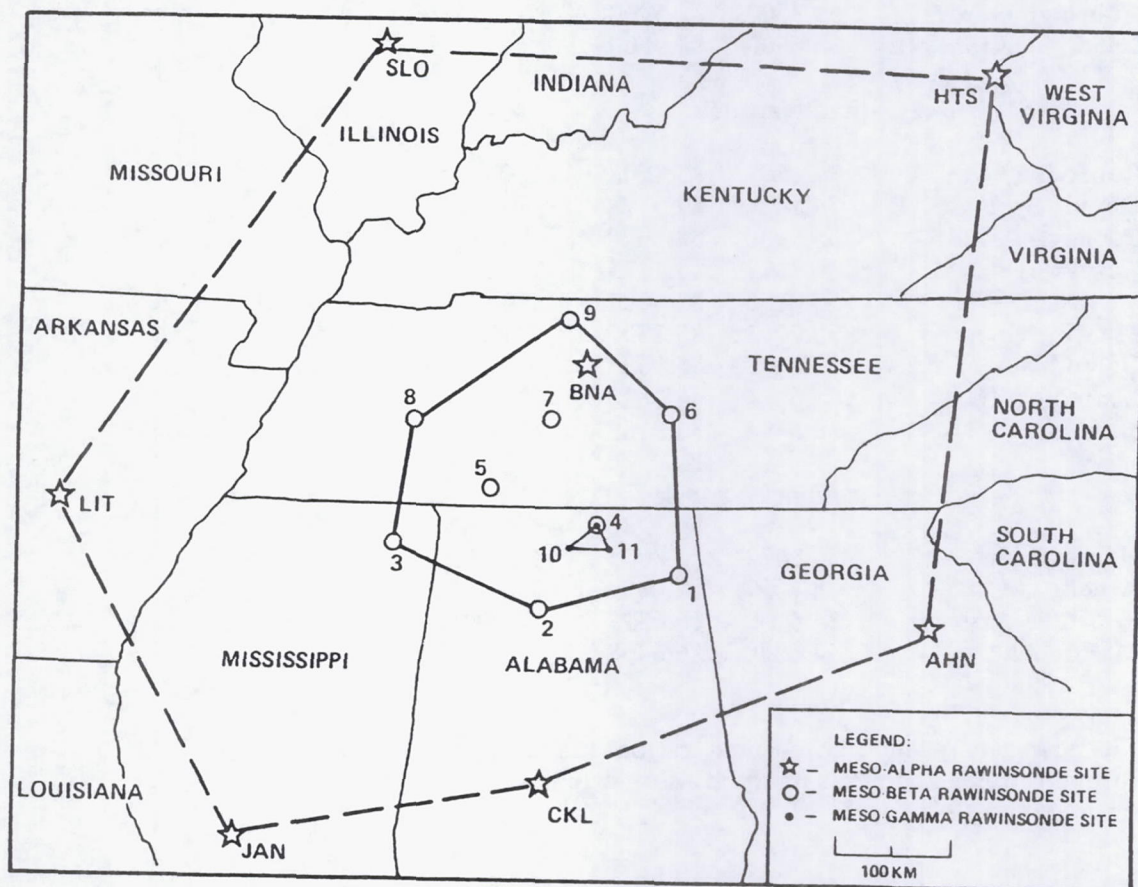 SLO
INDIANA
HTS
WEST
VIRGINIA
ILLINOIS
MISSOURI
KENTUCKY
VIRGINIA
ARKANSAS
9
TENNESSEE
BNA
8
7
6
NORTH
CAROLINA
5
LIT
4
10
11
SOUTH
CAROLINA
3
GEORGIA
1
2
MISSISSIPPI
ALABAMA
AHN
LEGEND:
– MESO-ALPHA RAWINSONDE SITE
LOUISIANA
– MESO-BETA RAWINSONDE SITE
CKL
– MESO GAMMA RAWINSONDE SITE
JAN
100 KM